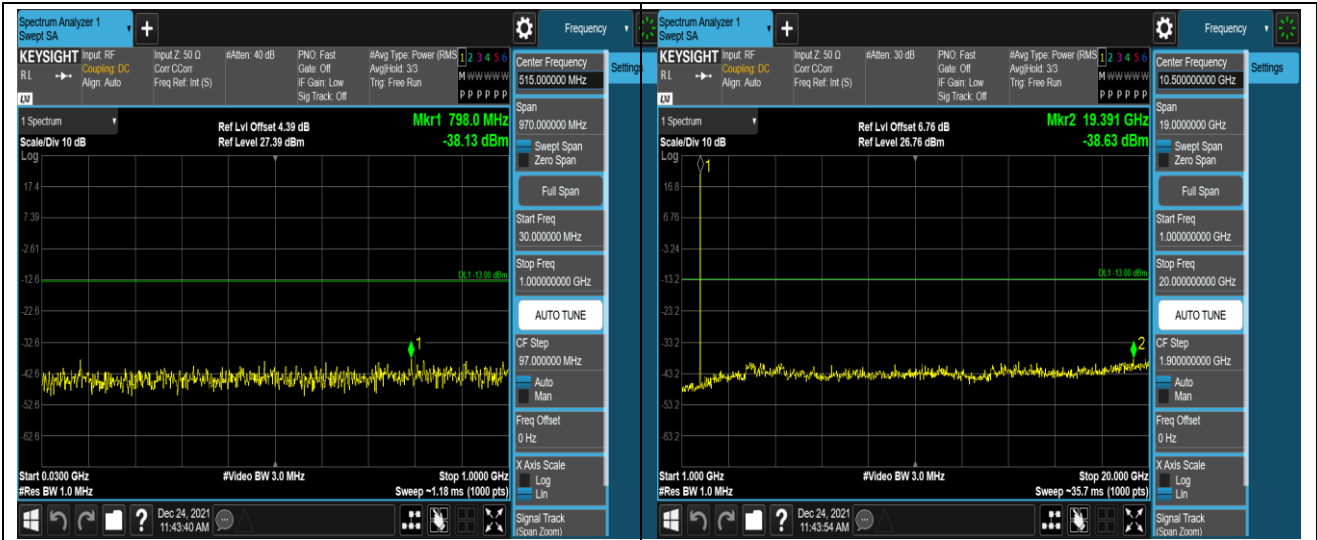 Spectrum Analyzer 1
Swept SA
Frequency
KEYSIGHT
RL
LXI
Input: RF
Coupling: DC
Align: Auto
Input Z: 50 Ω
Corr CCorr
Freq Ref: Int (S)
#Atten: 40 dB
PNO: Fast
Gate: Off
IF Gain: Low
Sig Track: Off
#Avg Type: Power (RMS
Avg|Hold: 3/3
Trig: Free Run
1 2 3 4 5 6
M W W W W W
P P P P P P
Center Frequency
515.000000 MHz
Settings
Span
970.000000 MHz
Swept Span
Zero Span
Full Span
Start Freq
30.000000 MHz
Stop Freq
1.000000000 GHz
AUTO TUNE
CF Step
97.000000 MHz
Auto
Man
Freq Offset
0 Hz
X Axis Scale
Log
Lin
Signal Track
(Span Zoom)
1 Spectrum
Scale/Div 10 dB
Log
Ref Lvl Offset 4.39 dB
Ref Level 27.39 dBm
Mkr1 798.0 MHz
-38.13 dBm
17.4
7.39
-2.61
DL1 -13.00 dBm
-12.6
-22.6
-32.6
1
-42.6
-52.6
-62.6
Start 0.0300 GHz
#Res BW 1.0 MHz
#Video BW 3.0 MHz
Stop 1.0000 GHz
Sweep ~1.18 ms (1000 pts)
?
Dec 24, 2021
11:43:40 AM
Spectrum Analyzer 1
Swept SA
Frequency
KEYSIGHT
RL
LXI
Input: RF
Coupling: DC
Align: Auto
Input Z: 50 Ω
Corr CCorr
Freq Ref: Int (S)
#Atten: 30 dB
PNO: Fast
Gate: Off
IF Gain: Low
Sig Track: Off
#Avg Type: Power (RMS
Avg|Hold: 3/3
Trig: Free Run
1 2 3 4 5 6
M W W W W W
P P P P P P
Center Frequency
10.500000000 GHz
Settings
Span
19.0000000 GHz
Swept Span
Zero Span
Full Span
Start Freq
1.000000000 GHz
Stop Freq
20.000000000 GHz
AUTO TUNE
CF Step
1.900000000 GHz
Auto
Man
Freq Offset
0 Hz
X Axis Scale
Log
Lin
Signal Track
(Span Zoom)
1 Spectrum
Scale/Div 10 dB
Log
Ref Lvl Offset 6.76 dB
Ref Level 26.76 dBm
Mkr2 19.391 GHz
-38.63 dBm
1
16.8
6.76
-3.24
DL1 -13.00 dBm
-13.2
-23.2
-33.2
2
-43.2
-53.2
-63.2
Start 1.000 GHz
#Res BW 1.0 MHz
#Video BW 3.0 MHz
Stop 20.000 GHz
Sweep ~35.7 ms (1000 pts)
?
Dec 24, 2021
11:43:54 AM